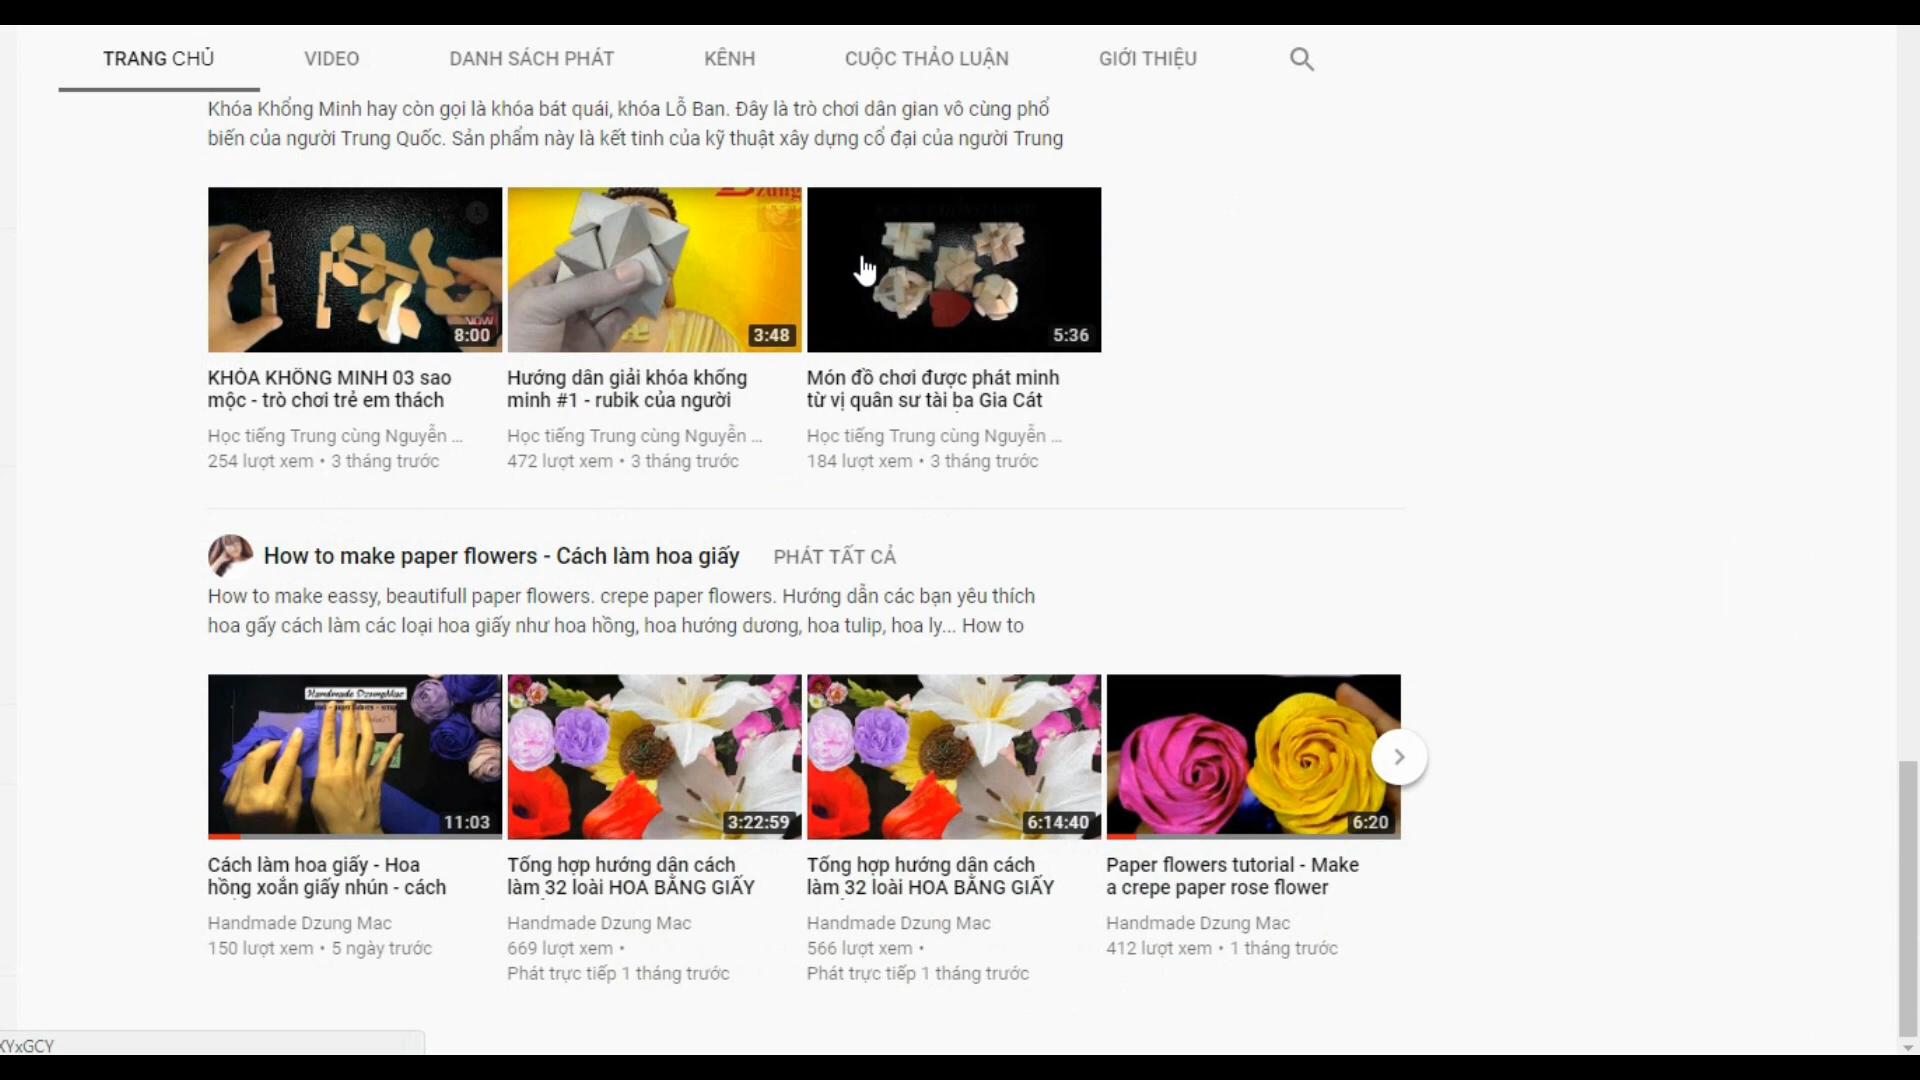 TRANG CHỦ VIDEO DANH SÁCH PHÁT KÊNH CUỘC THẢO LUẬN GIỚI THIỆU
Khóa Khổng Minh hay còn gọi là khóa bát quái, khóa Lỗ Ban. Đây là trò chơi dân gian vô cùng phổ
biến của người Trung Quốc. Sản phẩm này là kết tinh của kỹ thuật xây dựng cổ đại của người Trung
NOW
8:00
3:48
5:36
KHÓA KHỔNG MINH 03 sao
mộc - trò chơi trẻ em thách
Học tiếng Trung cùng Nguyễn ...
254 lượt xem • 3 tháng trước
Hướng dẫn giải khóa khổng
minh #1 - rubik của người
Học tiếng Trung cùng Nguyễn ...
472 lượt xem • 3 tháng trước
Món đồ chơi được phát minh
từ vị quân sư tài ba Gia Cát
Học tiếng Trung cùng Nguyễn ...
184 lượt xem • 3 tháng trước
How to make paper flowers - Cách làm hoa giấy PHÁT TẤT CẢ
How to make eassy, beautifull paper flowers. crepe paper flowers. Hướng dẫn các bạn yêu thích
hoa gấy cách làm các loại hoa giấy như hoa hồng, hoa hướng dương, hoa tulip, hoa ly... How to
Handmade DzungMac
11:03
3:22:59
6:14:40
6:20
Cách làm hoa giấy - Hoa
hồng xoắn giấy nhún - cách
Handmade Dzung Mac
150 lượt xem • 5 ngày trước
Tổng hợp hướng dẫn cách
làm 32 loài HOA BẰNG GIẤY
Handmade Dzung Mac
669 lượt xem •
Phát trực tiếp 1 tháng trước
Tổng hợp hướng dẫn cách
làm 32 loài HOA BẰNG GIẤY
Handmade Dzung Mac
566 lượt xem •
Phát trực tiếp 1 tháng trước
Paper flowers tutorial - Make
a crepe paper rose flower
Handmade Dzung Mac
412 lượt xem • 1 tháng trước
XYxGCY